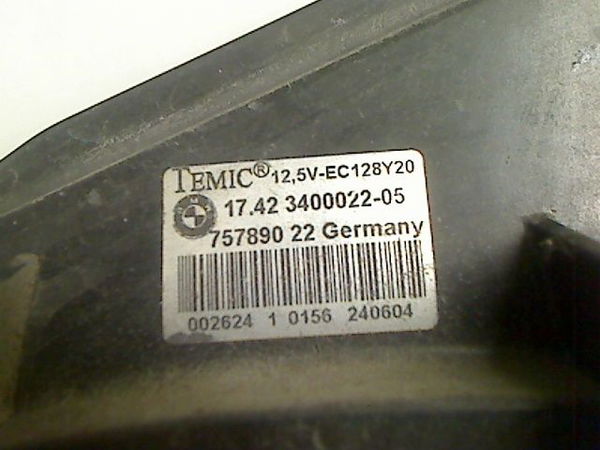 TEMIC® 12,5V-EC128Y20
17.42 3400022-05
757890 22 Germany
002624 1 0156 240604